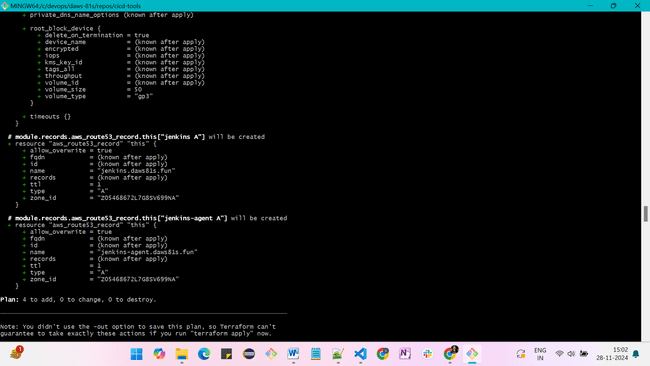 MINGW64:/c/devops/daws-81s/repos/cicd-tools
+ private_dns_name_options (known after apply)
+ root_block_device {
+ delete_on_termination = true
+ device_name = (known after apply)
+ encrypted = (known after apply)
+ iops = (known after apply)
+ kms_key_id = (known after apply)
+ tags_all = (known after apply)
+ throughput = (known after apply)
+ volume_id = (known after apply)
+ volume_size = 50
+ volume_type = "gp3"
}
+ timeouts {}
}
# module.records.aws_route53_record.this["jenkins A"] will be created
+ resource "aws_route53_record" "this" {
+ allow_overwrite = true
+ fqdn = (known after apply)
+ id = (known after apply)
+ name = "jenkins.daws81s.fun"
+ records = (known after apply)
+ ttl = 1
+ type = "A"
+ zone_id = "Z05468672L7G8SV699NA"
}
# module.records.aws_route53_record.this["jenkins-agent A"] will be created
+ resource "aws_route53_record" "this" {
+ allow_overwrite = true
+ fqdn = (known after apply)
+ id = (known after apply)
+ name = "jenkins-agent.daws81s.fun"
+ records = (known after apply)
+ ttl = 1
+ type = "A"
+ zone_id = "Z05468672L7G8SV699NA"
}
Plan: 4 to add, 0 to change, 0 to destroy.
Note: You didn't use the -out option to save this plan, so Terraform can't
guarantee to take exactly these actions if you run "terraform apply" now.
ENG
IN
15:02
28-11-2024